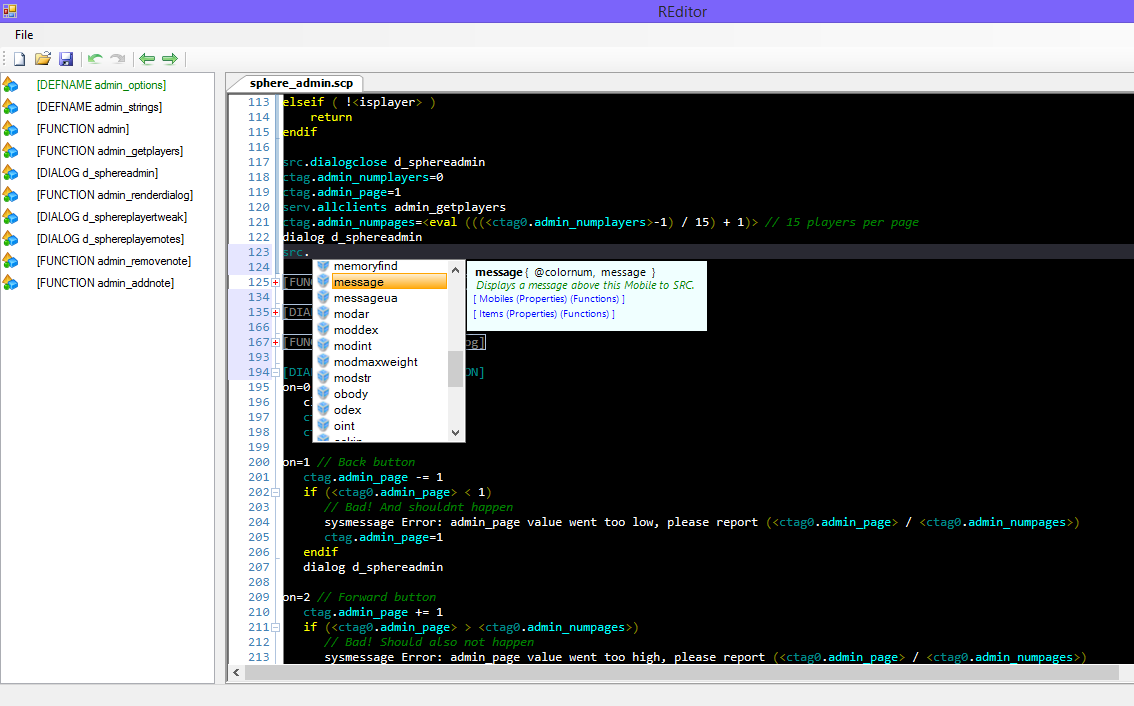 REditor
File
[DEFNAME admin_options]
[DEFNAME admin_strings]
[FUNCTION admin]
[FUNCTION admin_getplayers]
[DIALOG d_sphereadmin]
[FUNCTION admin_renderdialog]
[DIALOG d_sphereplayertweak]
[DIALOG d_sphereplayernotes]
[FUNCTION admin_removenote]
[FUNCTION admin_addnote]
sphere_admin.scp
113 elseif ( !<isplayer> )
114 return
115 endif
116
117 src.dialogclose d_sphereadmin
118 ctag.admin_numplayers=0
119 ctag.admin_page=1
120 serv.allclients admin_getplayers
121 ctag.admin_numpages=<eval (((<ctag0.admin_numplayers>-1) / 15) + 1)> // 15 players per page
122 dialog d_sphereadmin
123 src.
124
125 [FUN
134
135 [DIA
166
167 [FUN og]
193
194 [DIA ON]
195 on=0
196 c
197 c
198 c
199
memoryfind
message
messageua
modar
moddex
modint
modmaxweight
modstr
obody
odex
oint
message{ @colornum, message }
Displays a message above this Mobile to SRC.
[ Mobiles (Properties) (Functions) ]
[ Items (Properties) (Functions) ]
200 on=1 // Back button
201 ctag.admin_page -= 1
202 if (<ctag0.admin_page> < 1)
203 // Bad! And shouldnt happen
204 sysmessage Error: admin_page value went too low, please report (<ctag0.admin_page> / <ctag0.admin_numpages>)
205 ctag.admin_page=1
206 endif
207 dialog d_sphereadmin
208
209 on=2 // Forward button
210 ctag.admin_page += 1
211 if (<ctag0.admin_page> > <ctag0.admin_numpages>)
212 // Bad! Should also not happen
213 sysmessage Error: admin_page value went too high, please report (<ctag0.admin_page> / <ctag0.admin_numpages>)